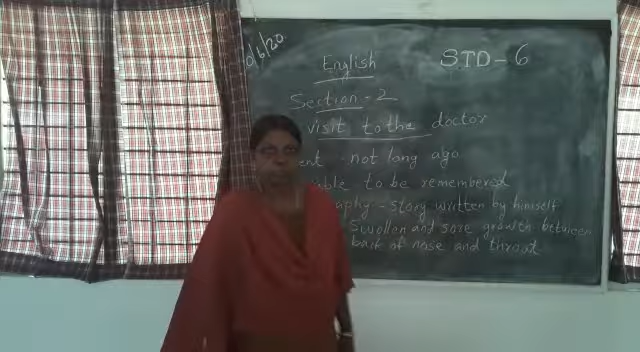 /6/20.
English
STD-6
Section-2
visit to the doctor
ent - not long ago
able to be remembered
aphy - story written by himself
swollen and sore growth between
back of nose and throat